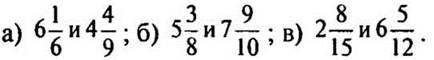 а) 6 1/6 и 4 4/9; б) 5 3/8 и 7 9/10; в) 2 8/15 и 6 5/12.